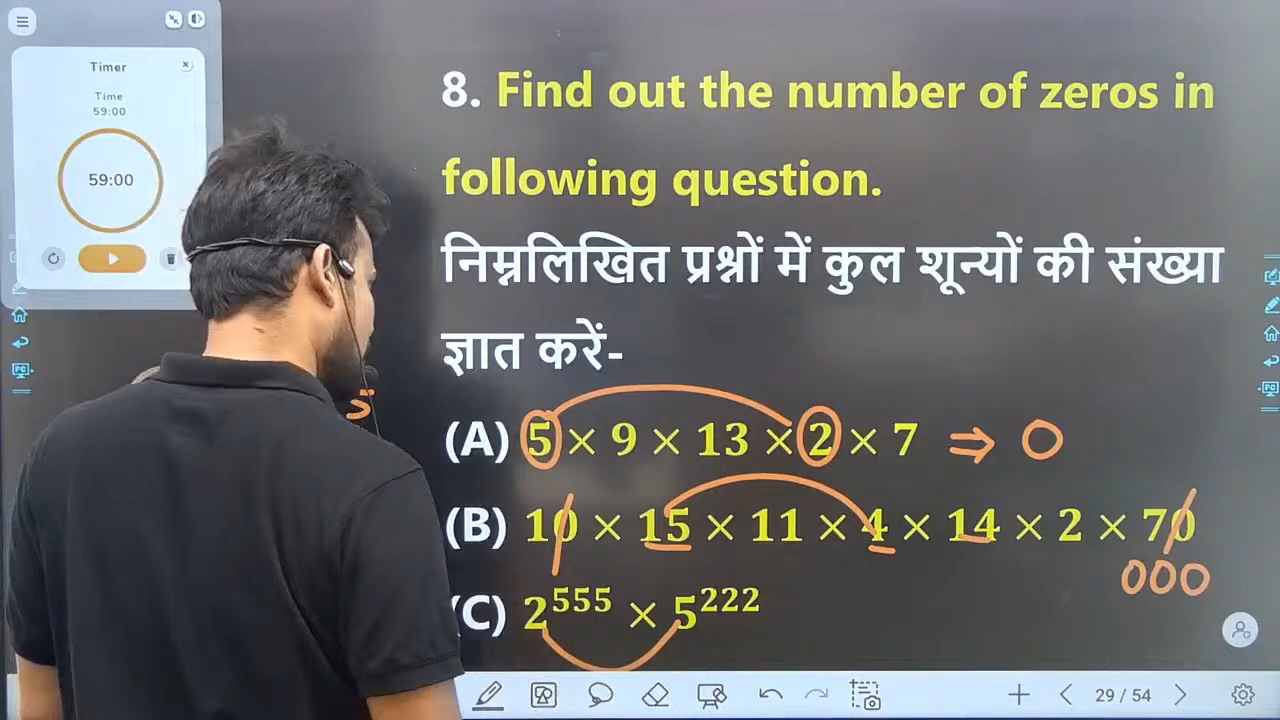 Timer
Time
59:00
59:00
8. Find out the number of zeros in
following question.
निम्नलिखित प्रश्नों में कुल शून्यों की संख्या
ज्ञात करें-
(A) 5 × 9 × 13 × 2 × 7 ⇒ 0
(B) 10 × 15 × 11 × 4 × 14 × 2 × 70
000
(C) 2^555 × 5^222
29 / 54